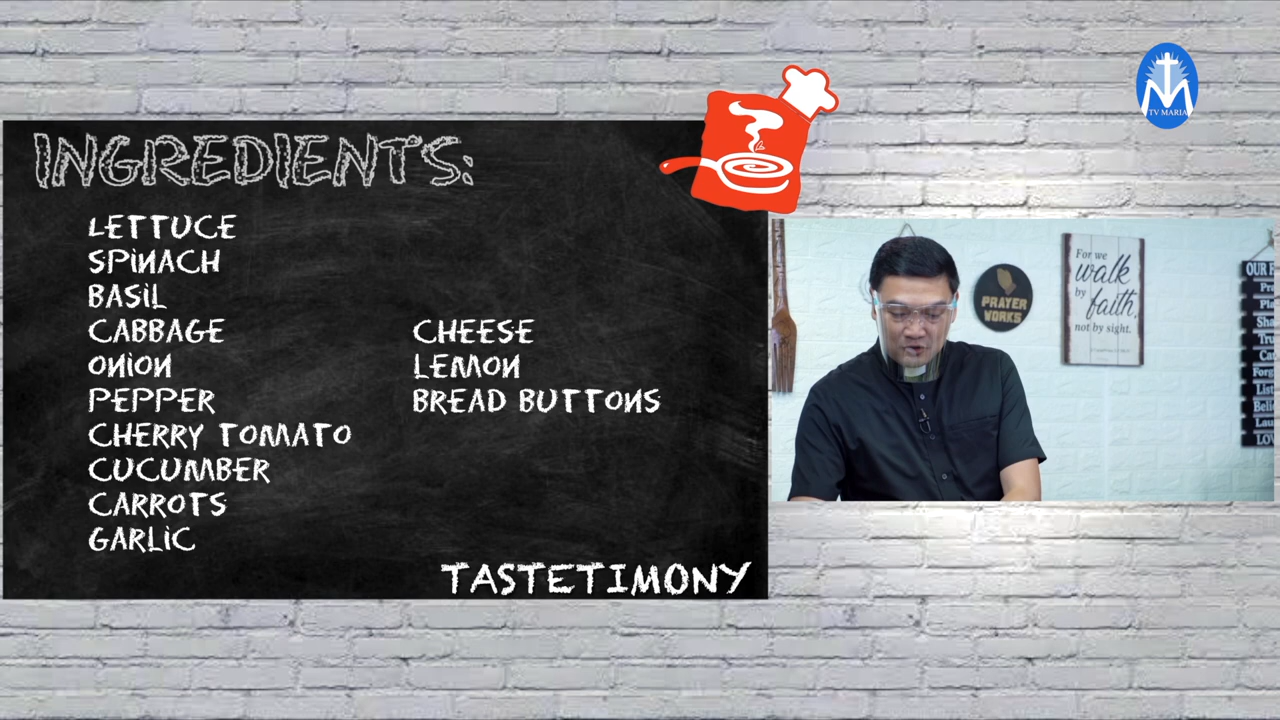 INGREDIENTS:
LETTUCE
SPINACH
BASIL
CABBAGE
ONION
PEPPER
CHERRY TOMATO
CUCUMBER
CARROTS
GARLIC
CHEESE
LEMON
BREAD BUTTONS
TASTETIMONY
TV MARIA
PRAYER
WORKS
For we
walk
by faith,
not by sight.
OUR